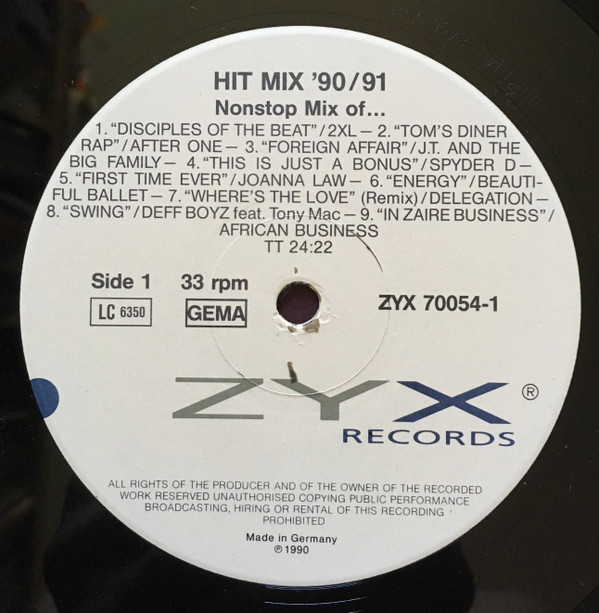 HIT MIX '90/91
Nonstop Mix of...
1. "DISCIPLES OF THE BEAT"/2XL – 2. "TOM'S DINER
RAP"/AFTER ONE – 3. "FOREIGN AFFAIR"/J.T. AND THE
BIG FAMILY – 4. "THIS IS JUST A BONUS"/SPYDER D –
5. "FIRST TIME EVER"/JOANNA LAW – 6. "ENERGY"/BEAUTI-
FUL BALLET – 7. "WHERE'S THE LOVE" (Remix)/DELEGATION –
8. "SWING"/DEFF BOYZ feat. Tony Mac – 9. "IN ZAIRE BUSINESS"/
AFRICAN BUSINESS
TT 24:22
Side 1 33 rpm
LC 6350 GEMA ZYX 70054-1
ZYX ®
RECORDS
ALL RIGHTS OF THE PRODUCER AND OF THE OWNER OF THE RECORDED
WORK RESERVED UNAUTHORISED COPYING PUBLIC PERFORMANCE
BROADCASTING, HIRING OR RENTAL OF THIS RECORDING
PROHIBITED
Made in Germany
℗ 1990